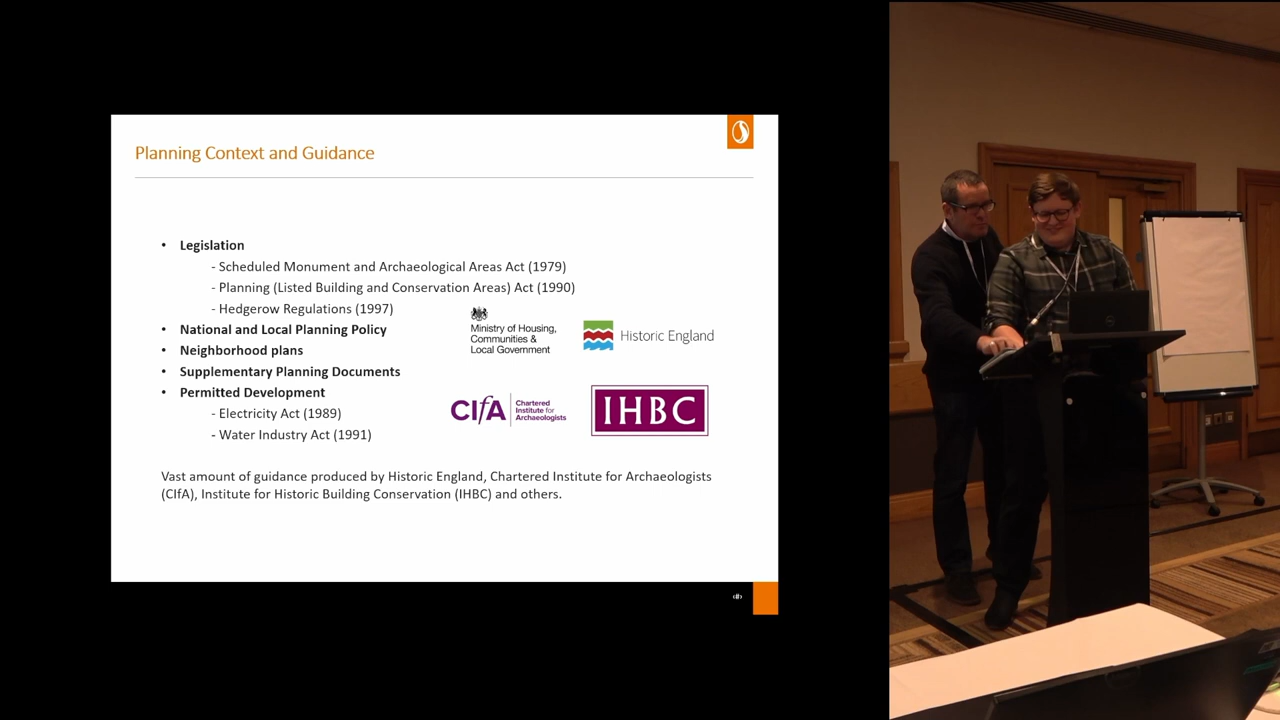 Planning Context and Guidance
• Legislation
- Scheduled Monument and Archaeological Areas Act (1979)
- Planning (Listed Building and Conservation Areas) Act (1990)
- Hedgerow Regulations (1997)
• National and Local Planning Policy
• Neighborhood plans
• Supplementary Planning Documents
• Permitted Development
- Electricity Act (1989)
- Water Industry Act (1991)
Ministry of Housing,
Communities &
Local Government
Historic England
CIfA
Chartered
Institute for
Archaeologists
IHBC
Vast amount of guidance produced by Historic England, Chartered Institute for Archaeologists
(CIfA), Institute for Historic Building Conservation (IHBC) and others.